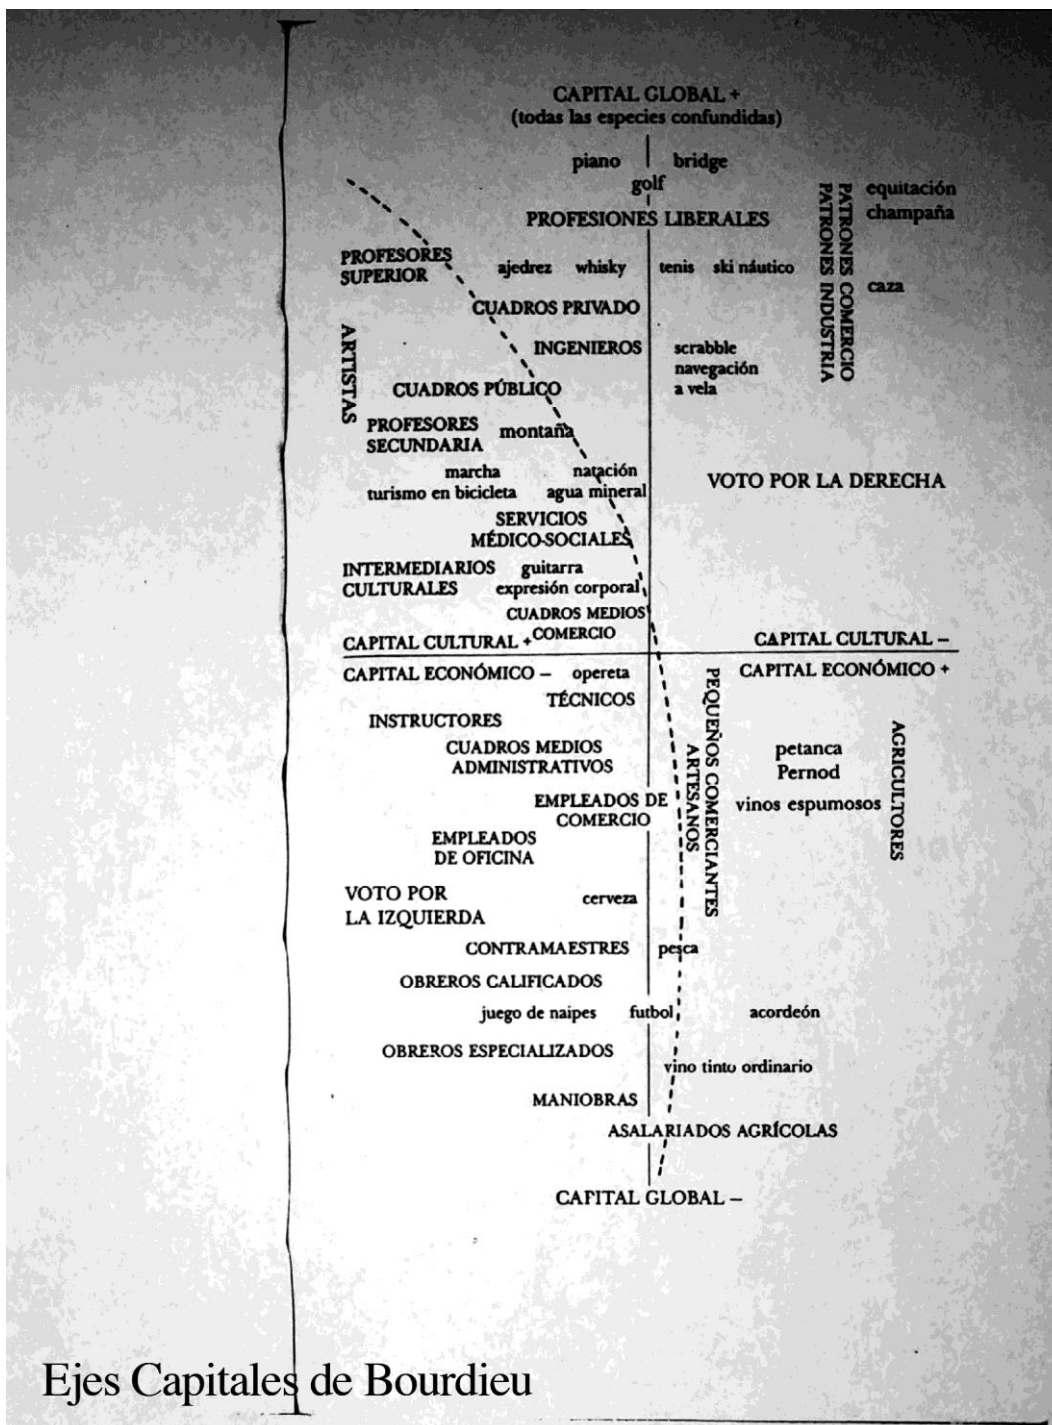 CAPITAL GLOBAL +
(todas las especies confundidas)
piano bridge
golf
PROFESIONES LIBERALES
PATRONES COMERCIO
PATRONES INDUSTRIA
equitación
champaña
PROFESORES
SUPERIOR
ajedrez whisky tenis ski náutico
caza
CUADROS PRIVADO
ARTISTAS
INGENIEROS
scrabble
navegación
a vela
CUADROS PÚBLICO
PROFESORES
SECUNDARIA
montaña
marcha natación
turismo en bicicleta agua mineral
VOTO POR LA DERECHA
SERVICIOS
MÉDICO-SOCIALES
INTERMEDIARIOS
CULTURALES
guitarra
expresión corporal
CUADROS MEDIOS
COMERCIO
CAPITAL CULTURAL +
CAPITAL CULTURAL –
CAPITAL ECONÓMICO – opereta
CAPITAL ECONÓMICO +
TÉCNICOS
INSTRUCTORES
PEQUEÑOS COMERCIANTES
ARTESANOS
AGRICULTORES
CUADROS MEDIOS
ADMINISTRATIVOS
petanca
Pernod
vinos espumosos
EMPLEADOS DE
COMERCIO
EMPLEADOS
DE OFICINA
VOTO POR
LA IZQUIERDA
cerveza
CONTRAMAESTRES pesca
OBREROS CALIFICADOS
juego de naipes futbol acordeón
OBREROS ESPECIALIZADOS
vino tinto ordinario
MANIOBRAS
ASALARIADOS AGRÍCOLAS
CAPITAL GLOBAL –
Ejes Capitales de Bourdieu